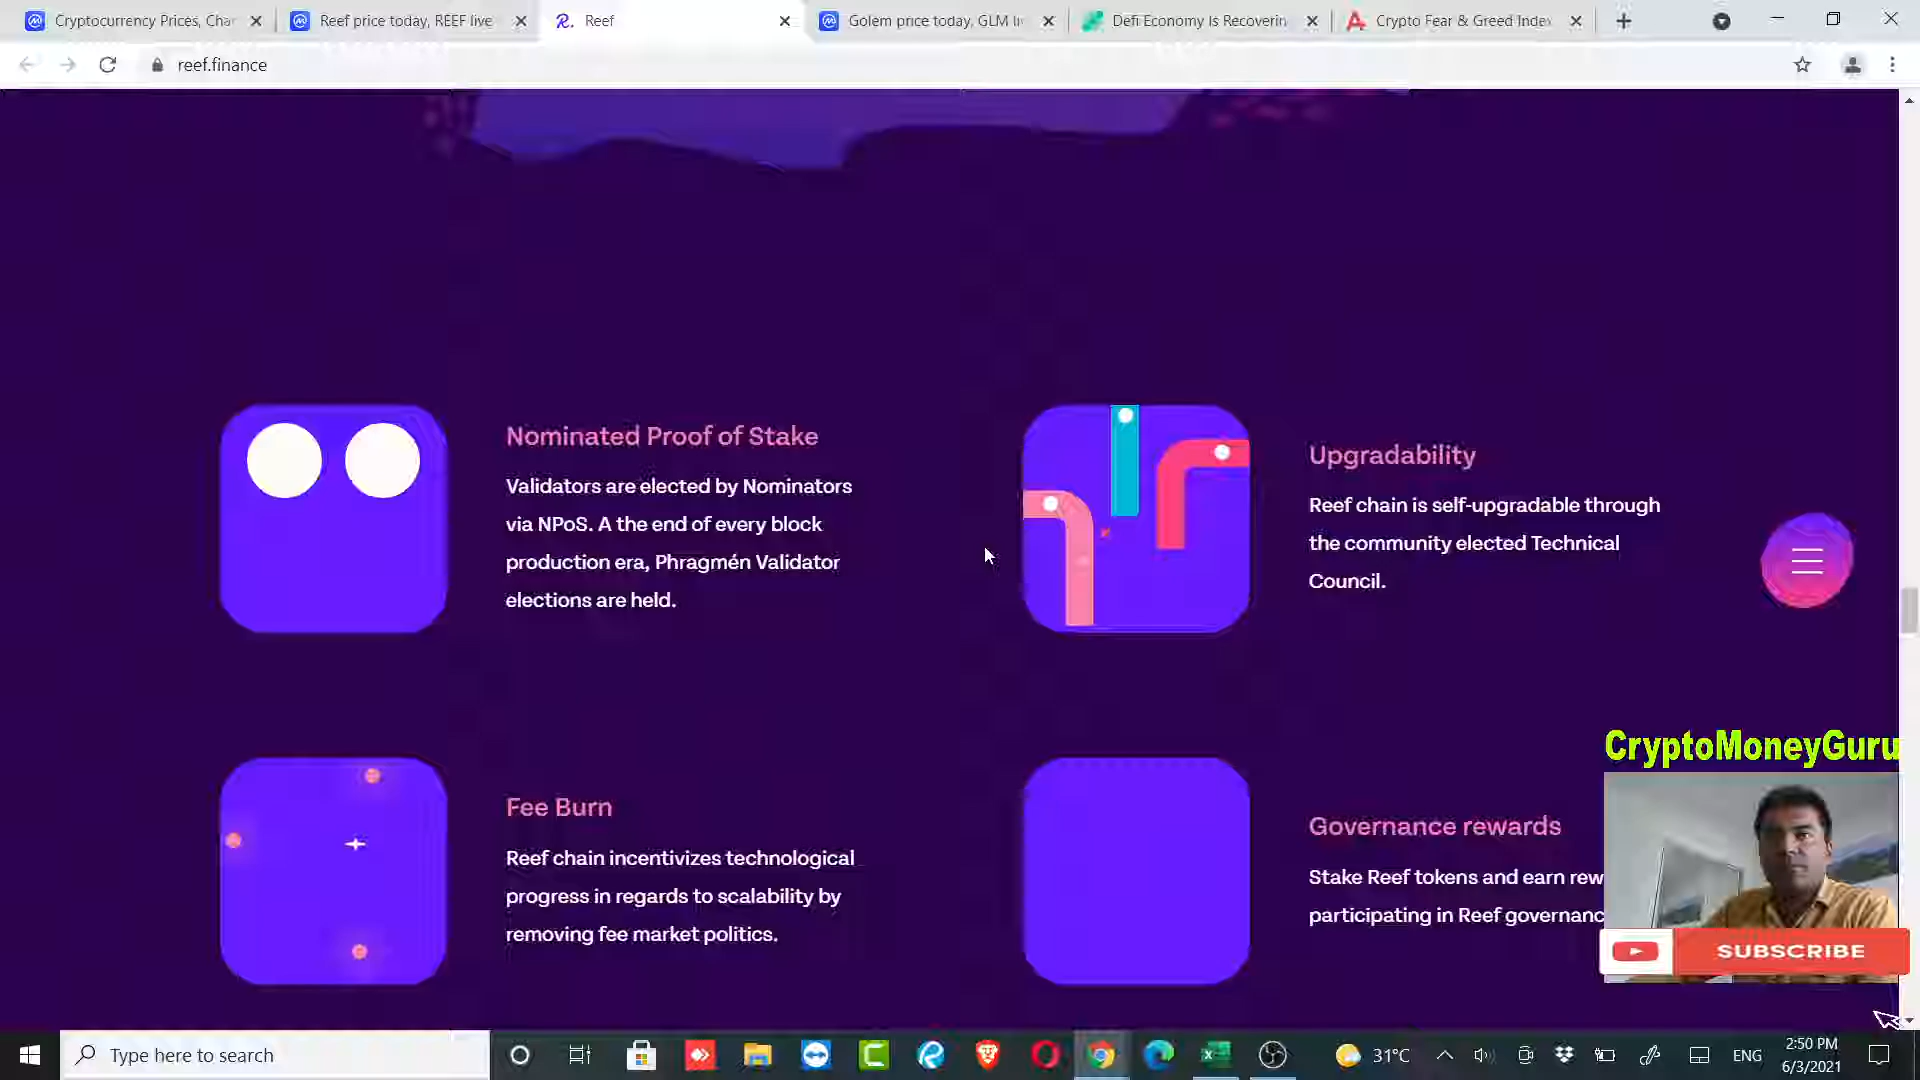 Cryptocurrency Prices, Cha
Reef price today, REEF live
Reef
Golem price today, GLM li
Defi Economy Is Recoverin
Crypto Fear & Greed Index
reef.finance
Nominated Proof of Stake
Validators are elected by Nominators
via NPoS. A the end of every block
production era, Phragmén Validator
elections are held.
Upgradability
Reef chain is self-upgradable through
the community elected Technical
Council.
Fee Burn
Reef chain incentivizes technological
progress in regards to scalability by
removing fee market politics.
Governance rewards
Stake Reef tokens and earn rew
participating in Reef governanc
CryptoMoneyGuru
SUBSCRIBE
Type here to search
31°C
ENG
2:50 PM
6/3/2021